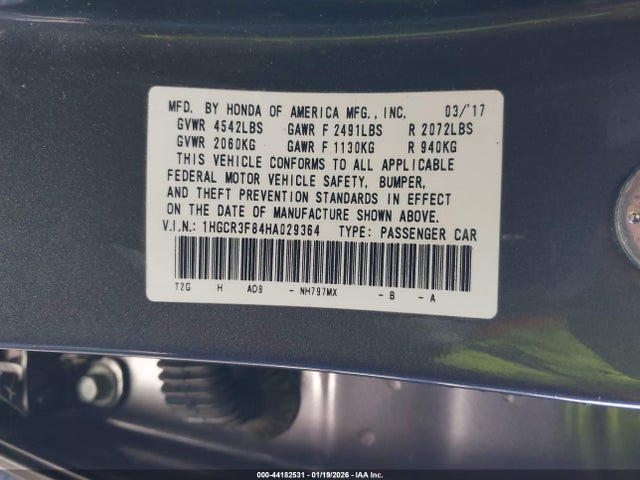 MFD. BY HONDA OF AMERICA MFG., INC. 03/'17
GVWR 4542LBS GAWR F 2491LBS R 2072LBS
GVWR 2060KG GAWR F 1130KG R 940KG
THIS VEHICLE CONFORMS TO ALL APPLICABLE
FEDERAL MOTOR VEHICLE SAFETY, BUMPER,
AND THEFT PREVENTION STANDARDS IN EFFECT
ON THE DATE OF MANUFACTURE SHOWN ABOVE.
V.I.N.: 1HGCR3F84HA029364 TYPE: PASSENGER CAR
T2G H AD9 - NH797MX - B - A
000-44182531 - 01/19/2026 - IAA Inc.